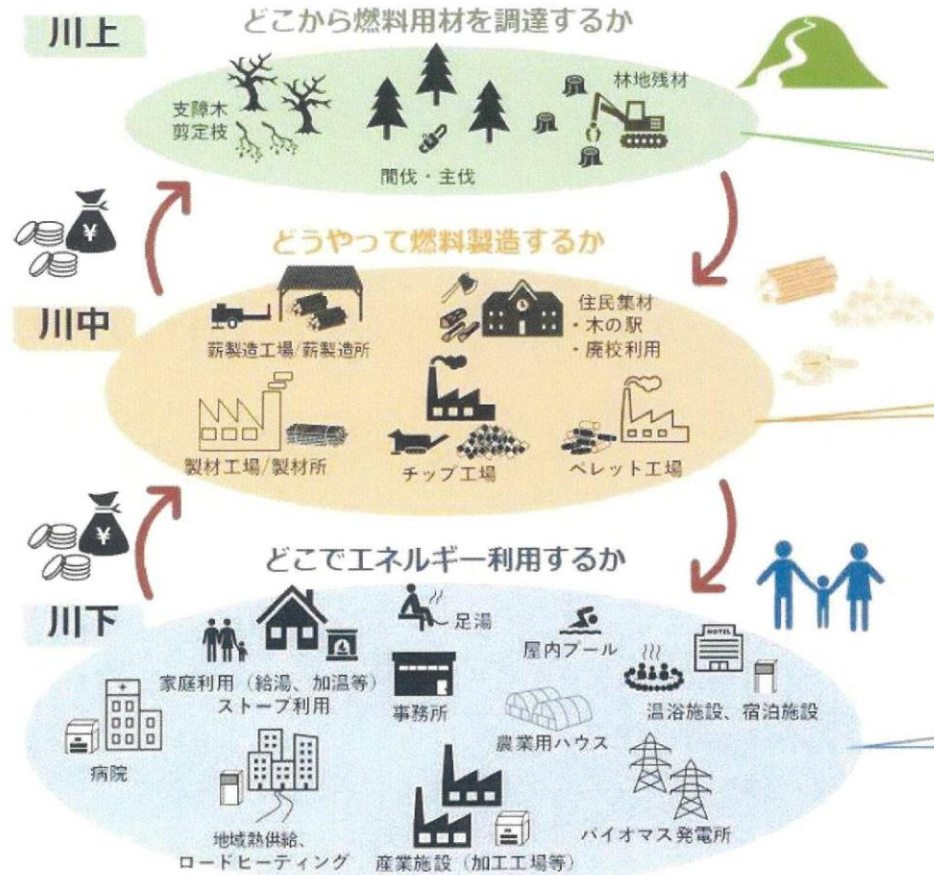 川上
どこから燃料用材を調達するか
支障木
剪定枝
林地残材
間伐・主伐
¥
どうやって燃料製造するか
川中
薪製造工場/薪製造所
住民集材
・木の駅
・廃校利用
製材工場/製材所
チップ工場
ペレット工場
¥
どこでエネルギー利用するか
川下
足湯
屋内プール
HOTEL
家庭利用（給湯、加温等）
ストーブ利用
事務所
農業用ハウス
温浴施設、宿泊施設
病院
地域熱供給、
ロードヒーティング
産業施設（加工工場等）
バイオマス発電所